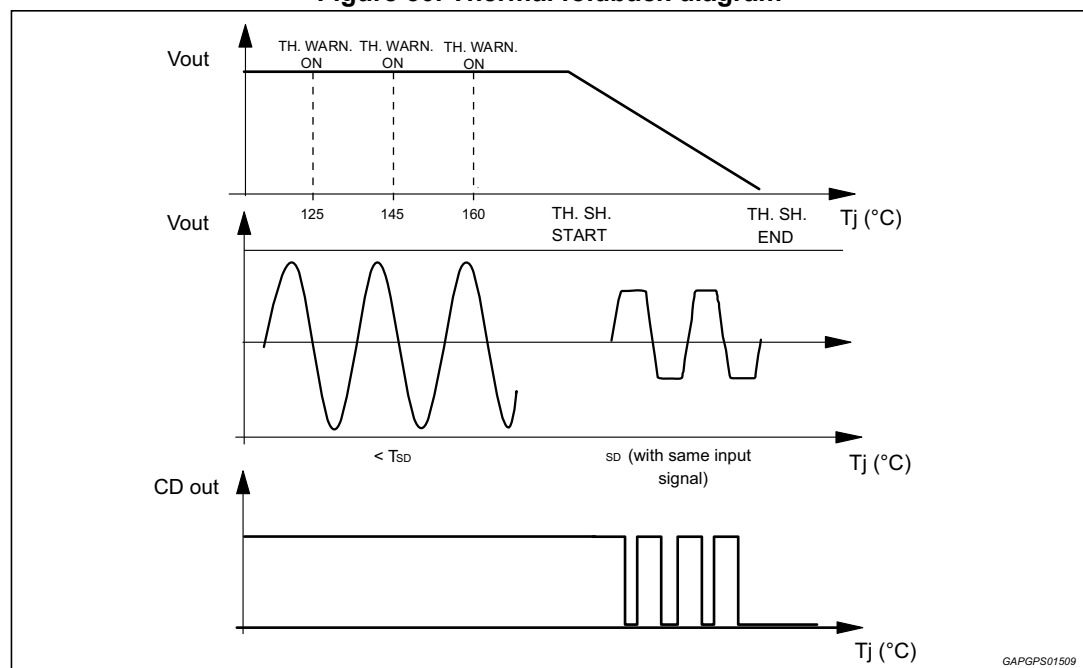 Figure Thermal foldback diagram
Vout
TH. WARN. TH. WARN. TH. WARN.
ON ON ON
125 145 160
TH. SH.
START
TH. SH.
END
Tj (°C)
Vout
< TSD
SD (with same input
signal)
Tj (°C)
CD out
Tj (°C)
GAPGPS01509